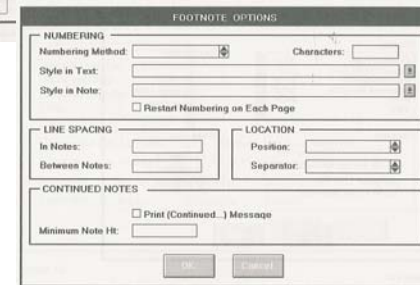 FOOTNOTE OPTIONS
NUMBERING
Numbering Method: Characters:
Style in Text:
Style in Note:
Restart Numbering on Each Page
LINE SPACING LOCATION
In Notes: Position:
Between Notes: Separator:
CONTINUED NOTES
Print (Continued...) Message
Minimum Note Ht:
OK Cancel